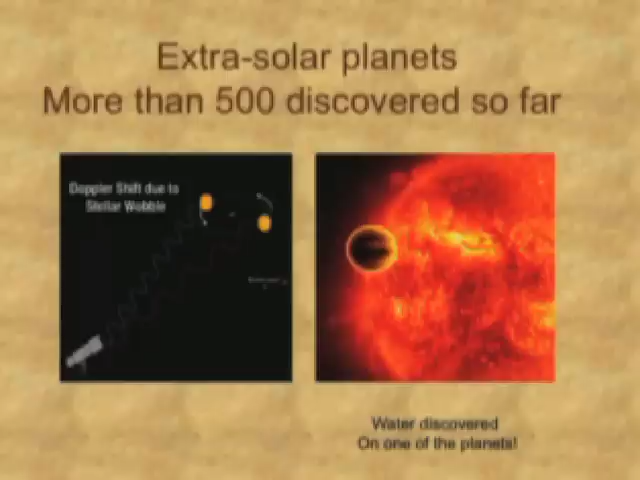 Extra-solar planets
More than 500 discovered so far
Doppler Shift due to
Stellar Wobble
Water discovered
On one of the planets!